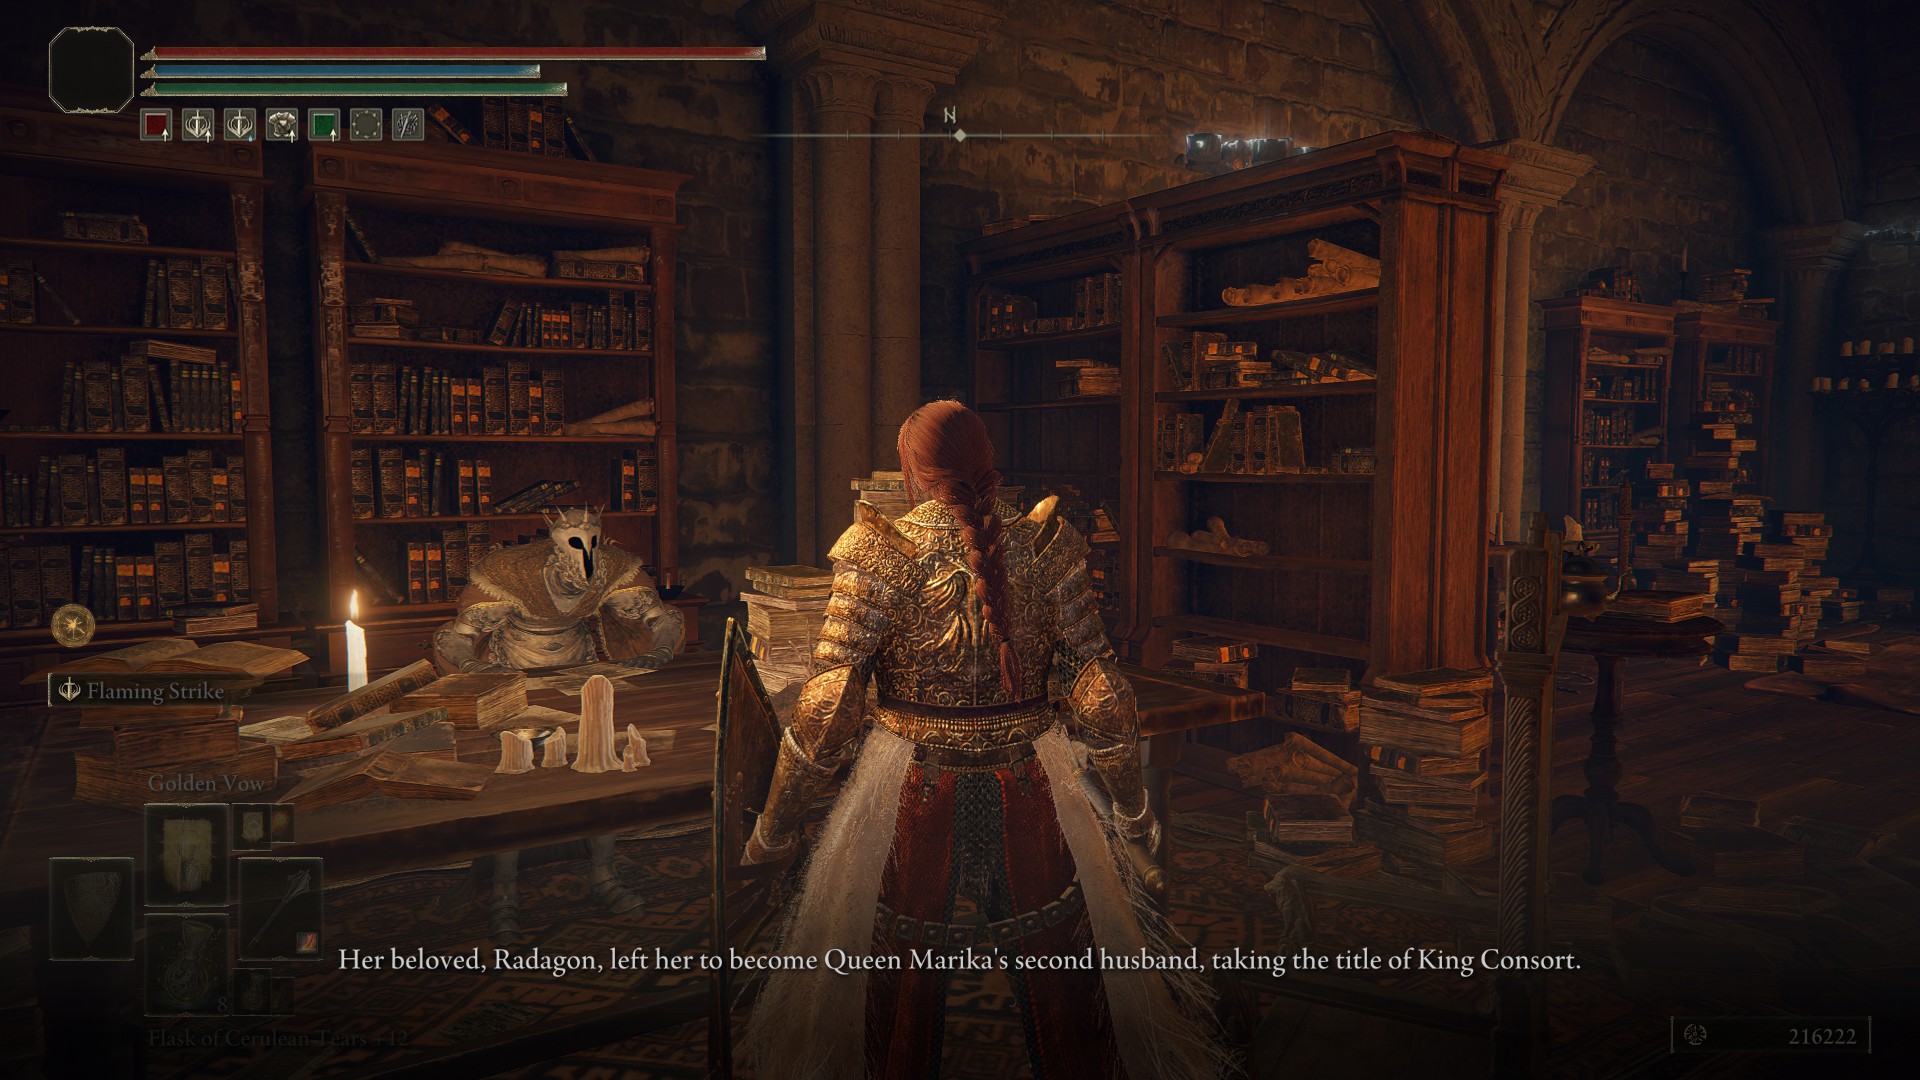 N
Flaming Strike
Golden Vow
8
Her beloved, Radagon, left her to become Queen Marika's second husband, taking the title of King Consort.
Flask of Cerulean Tears +12
216222